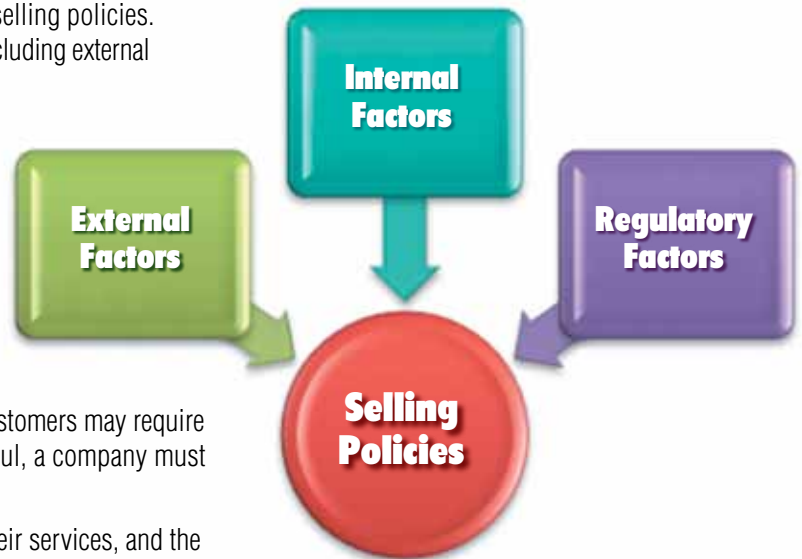 selling policies.
cluding external
Internal
Factors
External
Factors
Regulatory
Factors
stomers may require
ul, a company must
Selling
Policies
eir services, and the